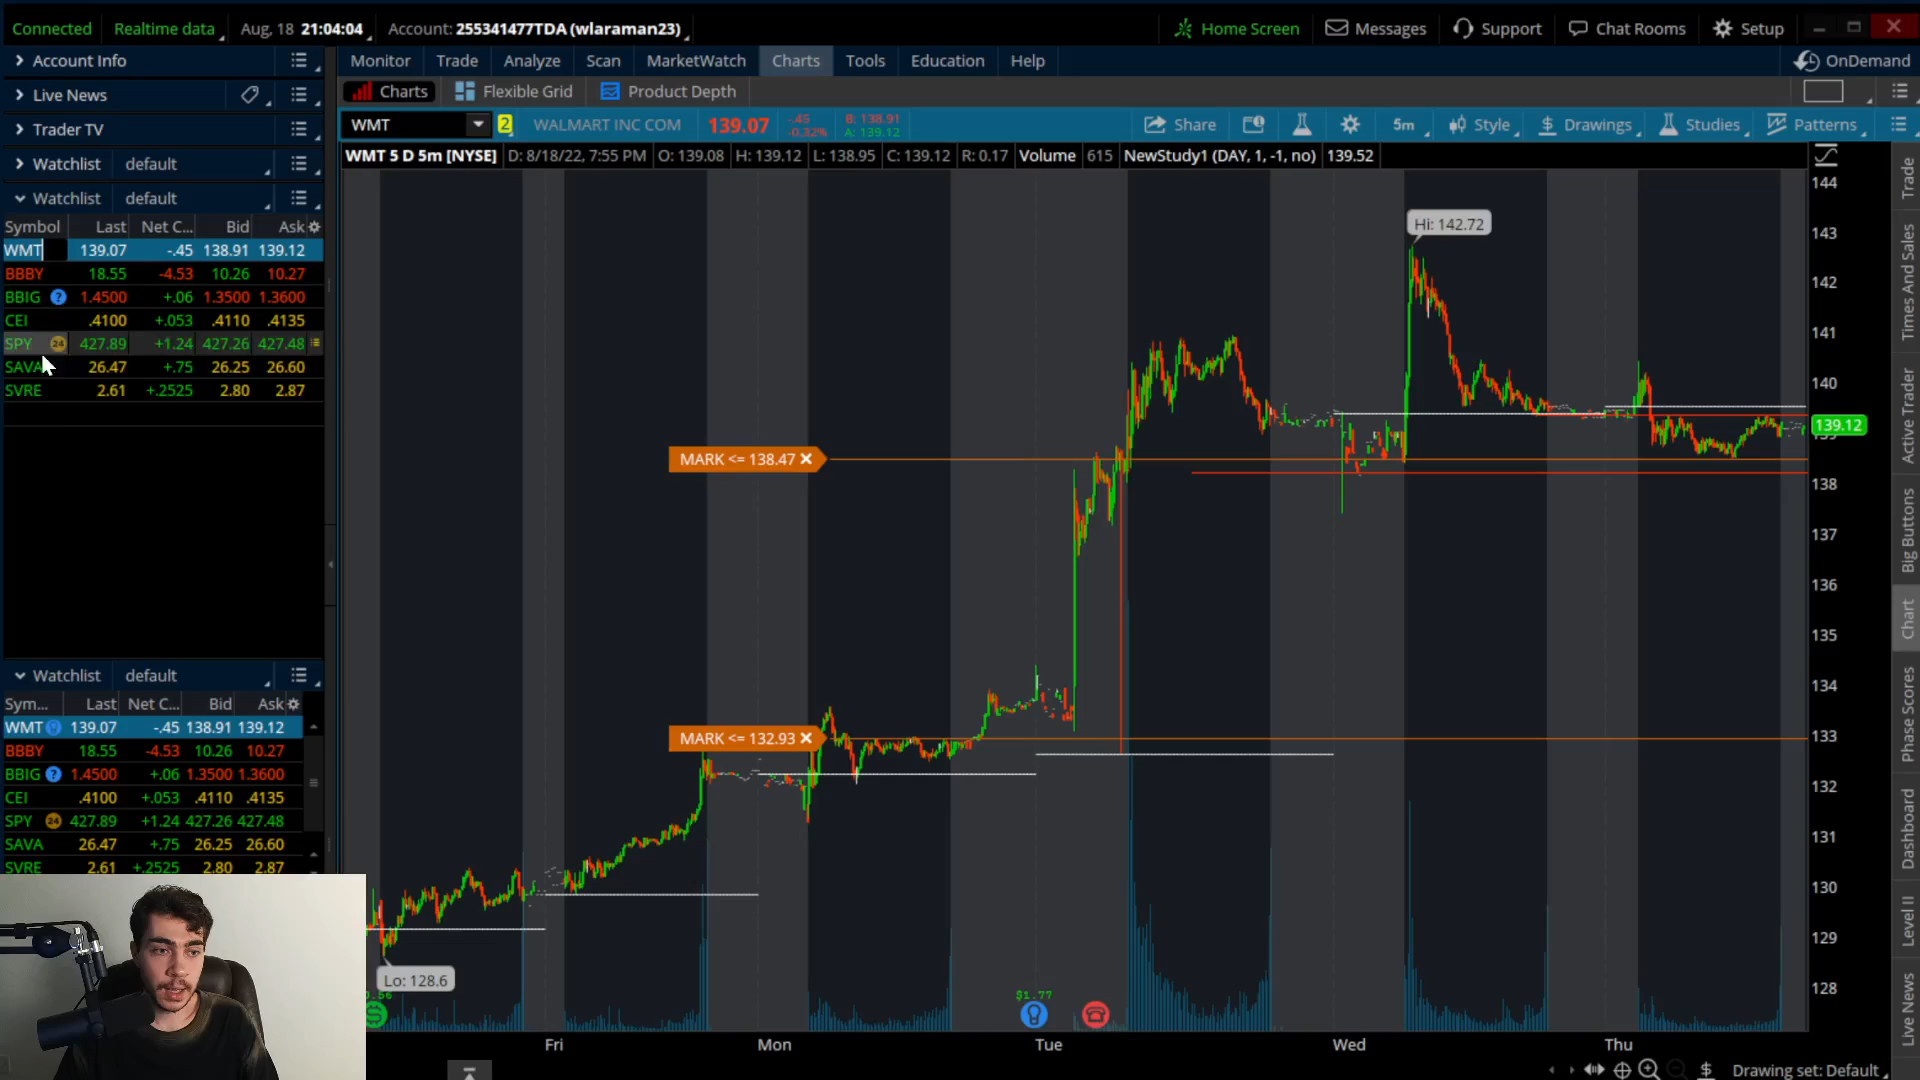 Connected Realtime data Aug, 18 21:04:04 Account: 255341477TDA (wlaraman23) Home Screen Messages Support Chat Rooms Setup
Account Info
Monitor Trade Analyze Scan MarketWatch Charts Tools Education Help OnDemand
Live News
Charts Flexible Grid Product Depth
Trader TV
WMT 2 WALMART INC COM 139.07 -.45 -0.32% B: 138.91 A: 139.12 Share 5m Style Drawings Studies Patterns
Watchlist default
WMT 5 D 5m [NYSE] D: 8/18/22, 7:55 PM O: 139.08 H: 139.12 L: 138.95 C: 139.12 R: 0.17 Volume 615 NewStudy1 (DAY, 1, -1, no) 139.52
Watchlist default
Symbol Last Net C... Bid Ask
WMT 139.07 -.45 138.91 139.12
BBBY 18.55 -4.53 10.26 10.27
BBIG ? 1.4500 +.06 1.3500 1.3600
CEI .4100 +.053 .4110 .4135
SPY 24 427.89 +1.24 427.26 427.48
SAVA 26.47 +.75 26.25 26.60
SVRE 2.61 +.2525 2.80 2.87
Watchlist default
Sym... Last Net C... Bid Ask
WMT 139.07 -.45 138.91 139.12
BBBY 18.55 -4.53 10.26 10.27
BBIG ? 1.4500 +.06 1.3500 1.3600
CEI .4100 +.053 .4110 .4135
SPY 24 427.89 +1.24 427.26 427.48
SAVA 26.47 +.75 26.25 26.60
SVRE 2.61 +.2525 2.80 2.87
Hi: 142.72
MARK <= 138.47
MARK <= 132.93
Lo: 128.6
$1.77
144
143
142
141
140
139.12
138
137
136
135
134
133
132
131
130
129
128
Fri Mon Tue Wed Thu
Drawing set: Default
Trade
Times And Sales
Active Trader
Big Buttons
Chart
Phase Scores
Dashboard
Level II
Live News